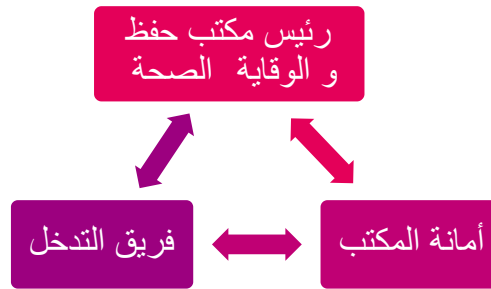 رئيس مكتب حفظ
و الوقاية الصحة
أمانة المكتب
فريق التدخل